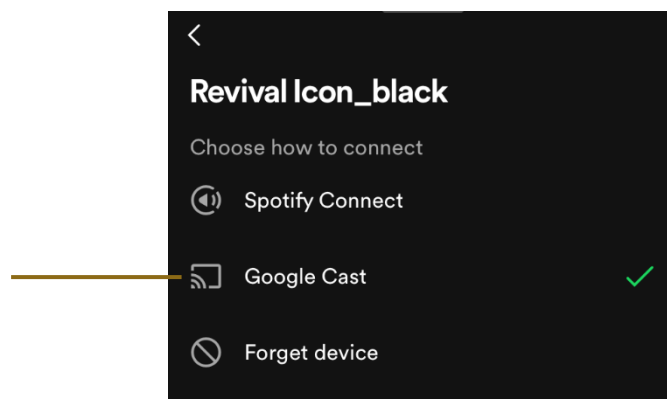 Revival Icon_black
Choose how to connect
Spotify Connect
Google Cast
Forget device